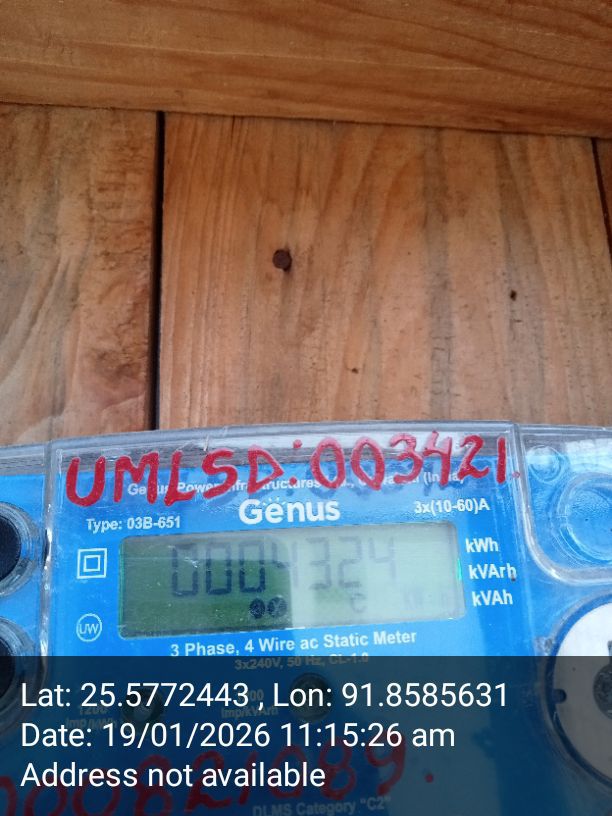 UMLSD 003421.
Genus
Type: 03B-651
3x(10-60)A
0004324
kWh
kVArh
kVAh
UW
3 Phase, 4 Wire ac Static Meter
3x240V, 50 Hz, CL-1.0
Lat: 25.5772443 , Lon: 91.8585631
Date: 19/01/2026 11:15:26 am
Address not available
DLMS Category "C2"